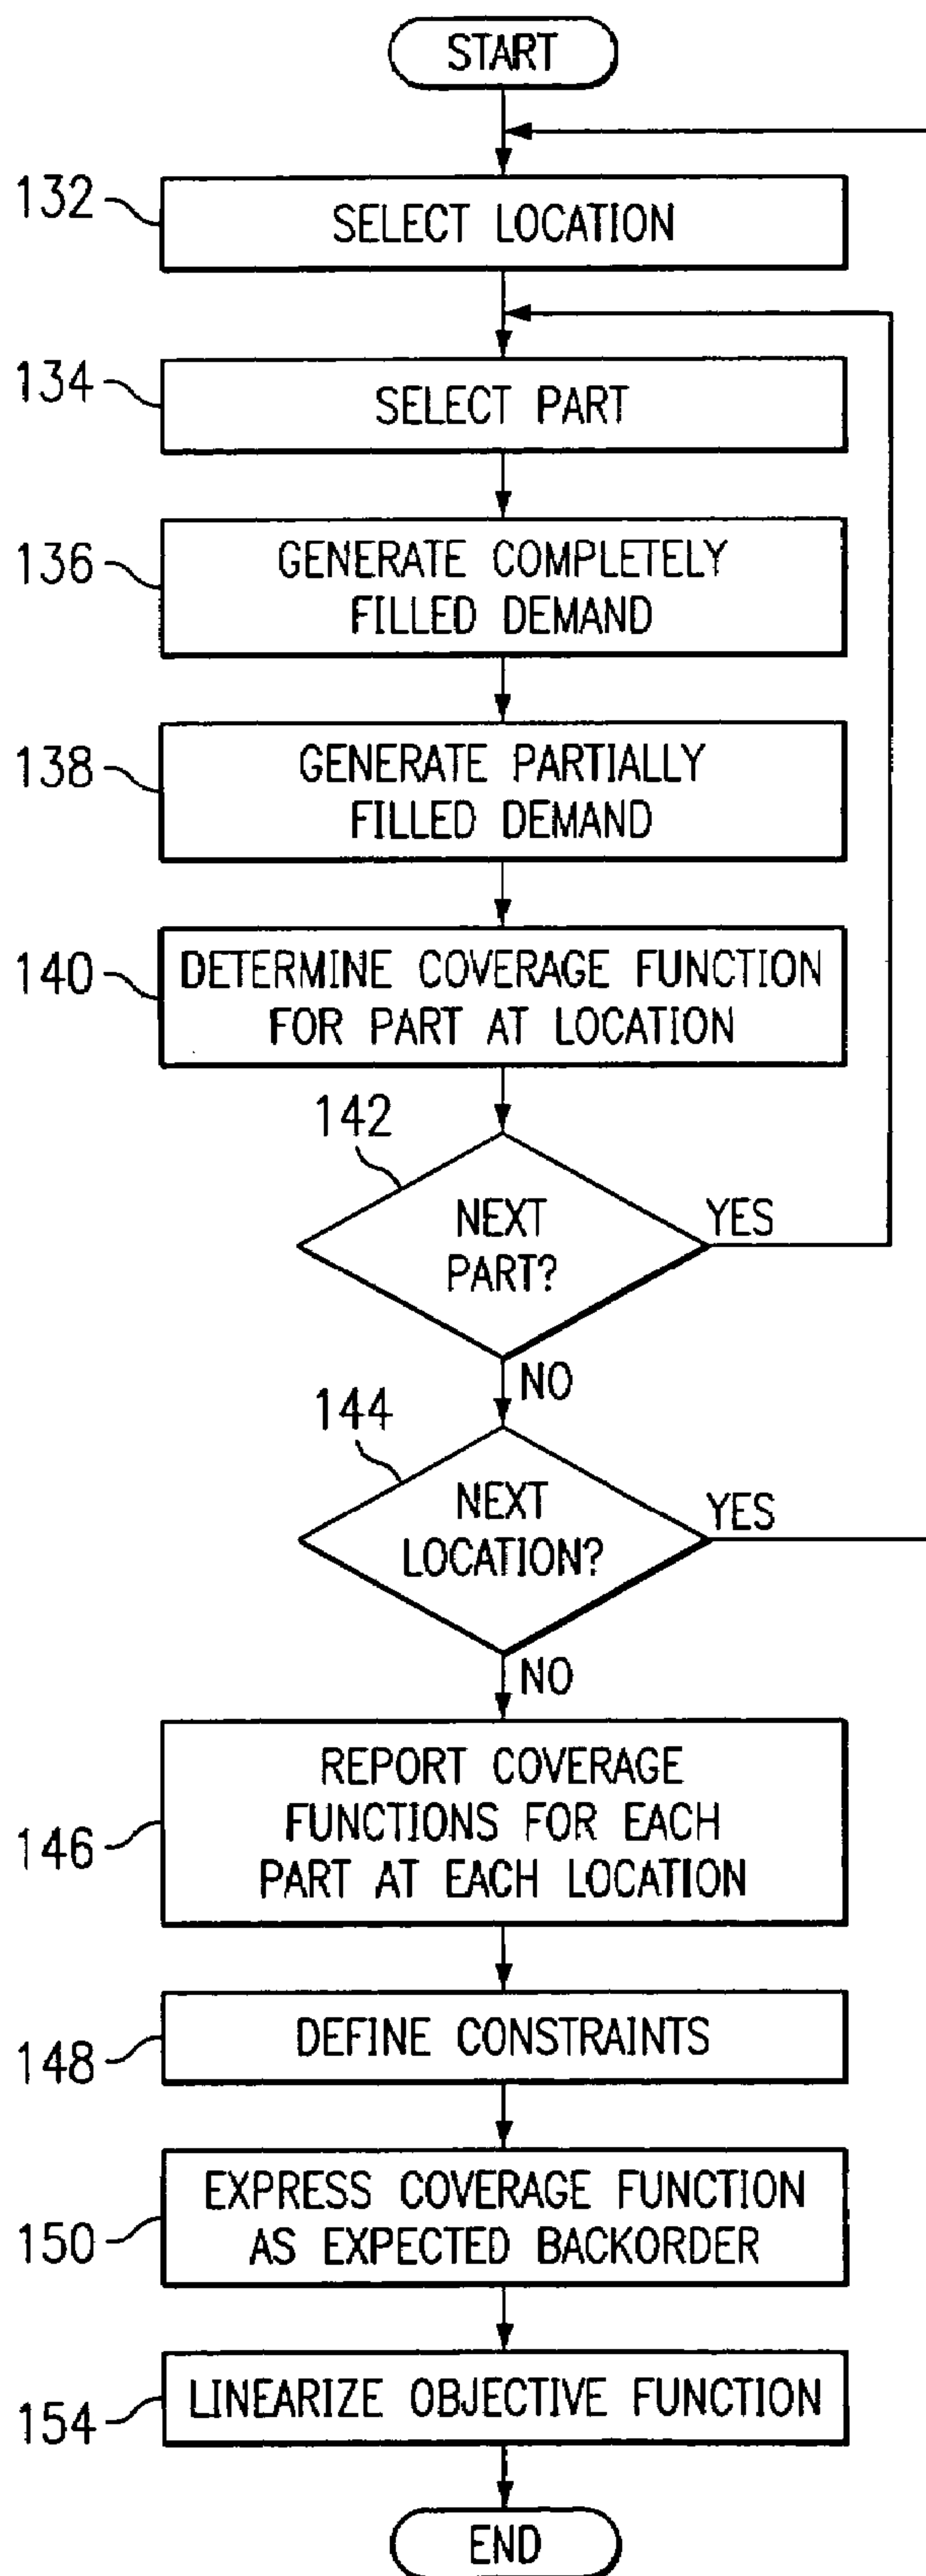 START
132
SELECT LOCATION
134
SELECT PART
136
GENERATE COMPLETELY
FILLED DEMAND
138
GENERATE PARTIALLY
FILLED DEMAND
140
DETERMINE COVERAGE FUNCTION
FOR PART AT LOCATION
142
NEXT
PART?
YES
NO
144
NEXT
LOCATION?
YES
NO
146
REPORT COVERAGE
FUNCTIONS FOR EACH
PART AT EACH LOCATION
148
DEFINE CONSTRAINTS
150
EXPRESS COVERAGE FUNCTION
AS EXPECTED BACKORDER
154
LINEARIZE OBJECTIVE FUNCTION
END